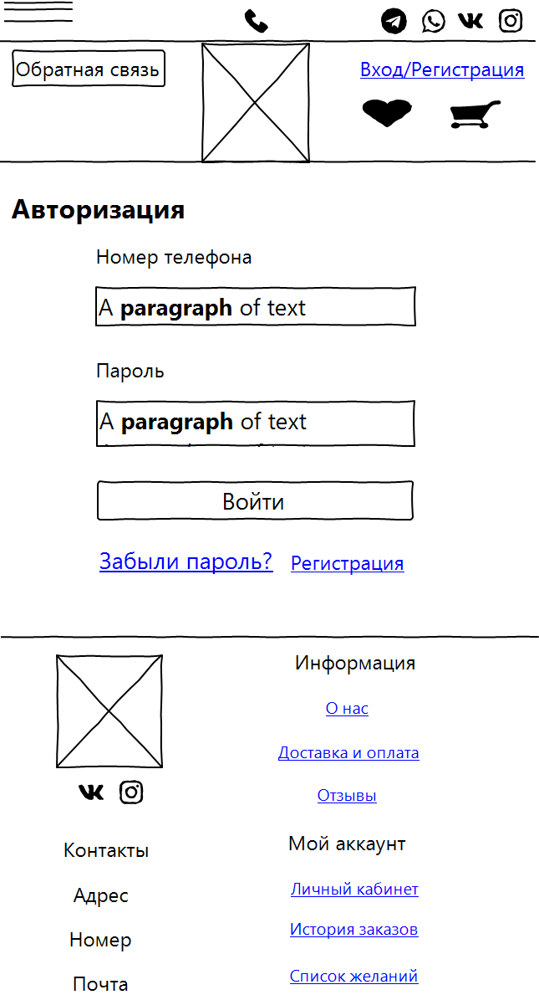 Обратная связь
Вход/Регистрация
Авторизация
Номер телефона
A paragraph of text
Пароль
A paragraph of text
Войти
Забыли пароль? Регистрация
Информация
О нас
Доставка и оплата
Отзывы
Контакты
Адрес
Номер
Почта
Мой аккаунт
Личный кабинет
История заказов
Список желаний